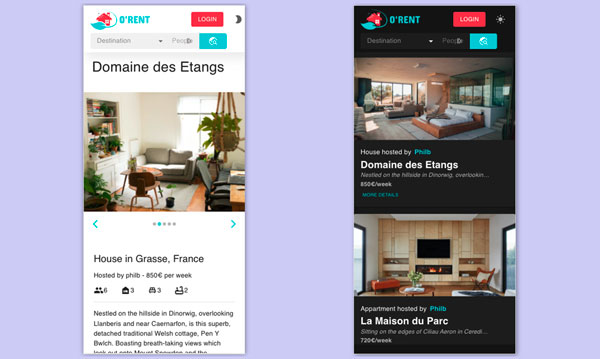 O'RENT
LOGIN
Destination
People
Domaine des Etangs
House in Grasse, France
Hosted by philb - 850€ per week
6
3
3
2
Nestled on the hillside in Dinorwig, overlooking
Llanberis and near Caernarfon, is this superb,
detached traditional Welsh cottage, Pen Y
Bwlch. Boasting breath-taking views which
look out onto Mount Snowdon and the
O'RENT
LOGIN
Destination
People
House hosted by Philb
Domaine des Etangs
Nestled on the hillside in Dinorwig, overlookin...
850€/week
MORE DETAILS
Appartment hosted by Philb
La Maison du Parc
Sitting on the edges of Ciliau Aeron in Ceredi...
720€/week